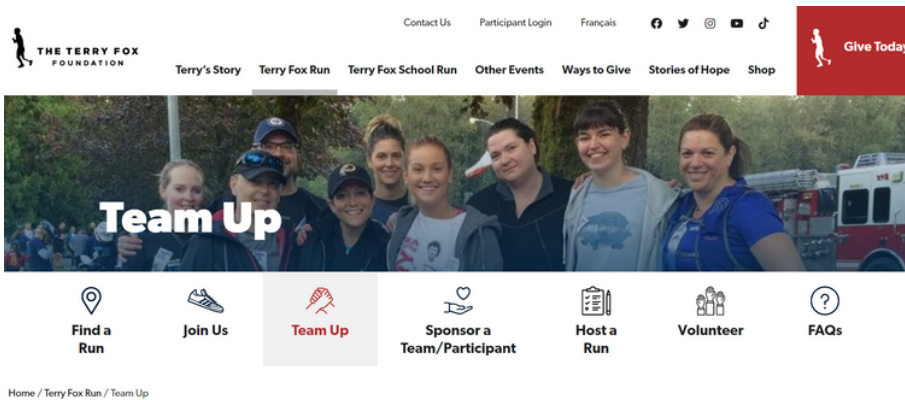 Contact Us Participant Login Français
THE TERRY FOX
FOUNDATION
Give Today
Terry's Story Terry Fox Run Terry Fox School Run Other Events Ways to Give Stories of Hope Shop
Team Up
Find a
Run
Join Us
Team Up
Sponsor a
Team/Participant
Host a
Run
Volunteer
FAQs
Home / Terry Fox Run / Team Up